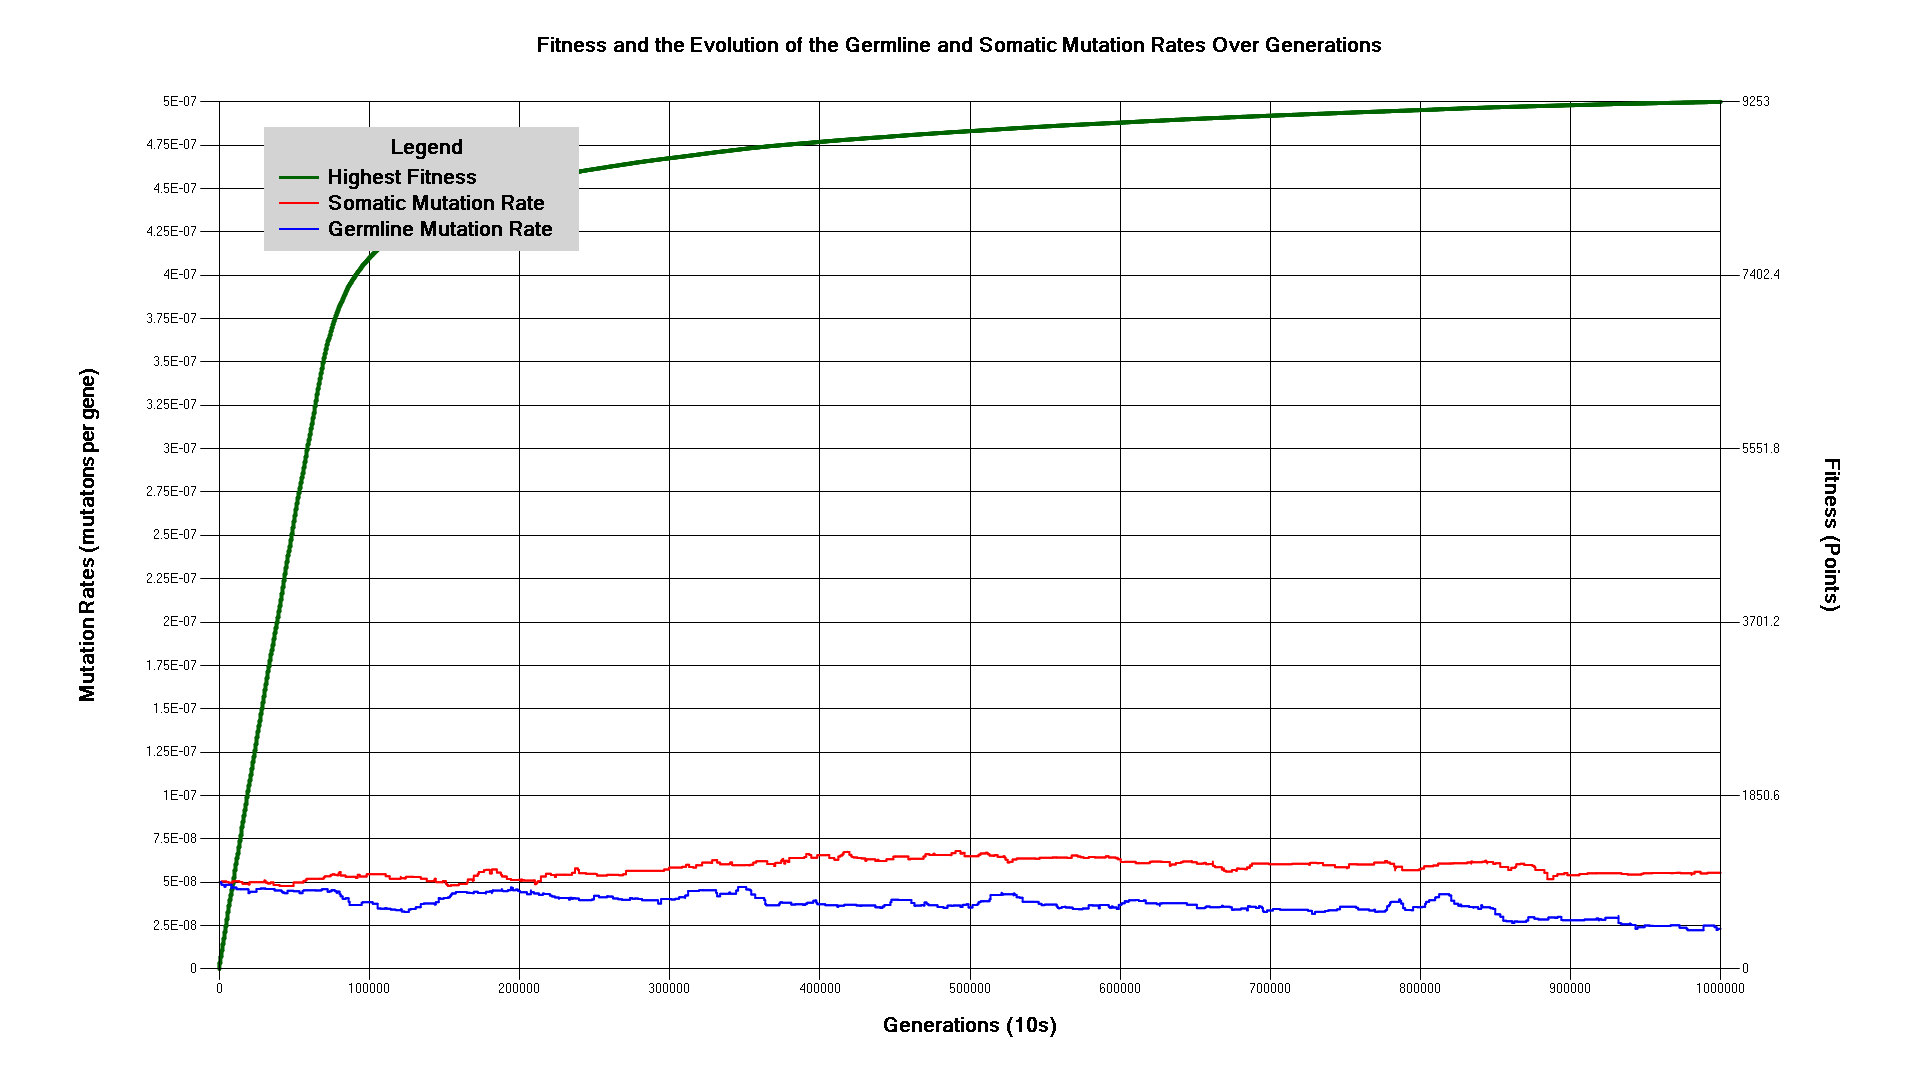 Fitness and the Evolution of the Germline and Somatic Mutation Rates Over Generations
5E-07
4.75E-07
4.5E-07
4.25E-07
4E-07
3.75E-07
3.5E-07
3.25E-07
3E-07
2.75E-07
2.5E-07
2.25E-07
2E-07
1.75E-07
1.5E-07
1.25E-07
1E-07
7.5E-08
5E-08
2.5E-08
0
Mutation Rates (mutatons per gene)
Legend
Highest Fitness
Somatic Mutation Rate
Germline Mutation Rate
9253
7402.4
5551.8
3701.2
1850.6
0
Fitness (Points)
0 100000 200000 300000 400000 500000 600000 700000 800000 900000 1000000
Generations (10s)